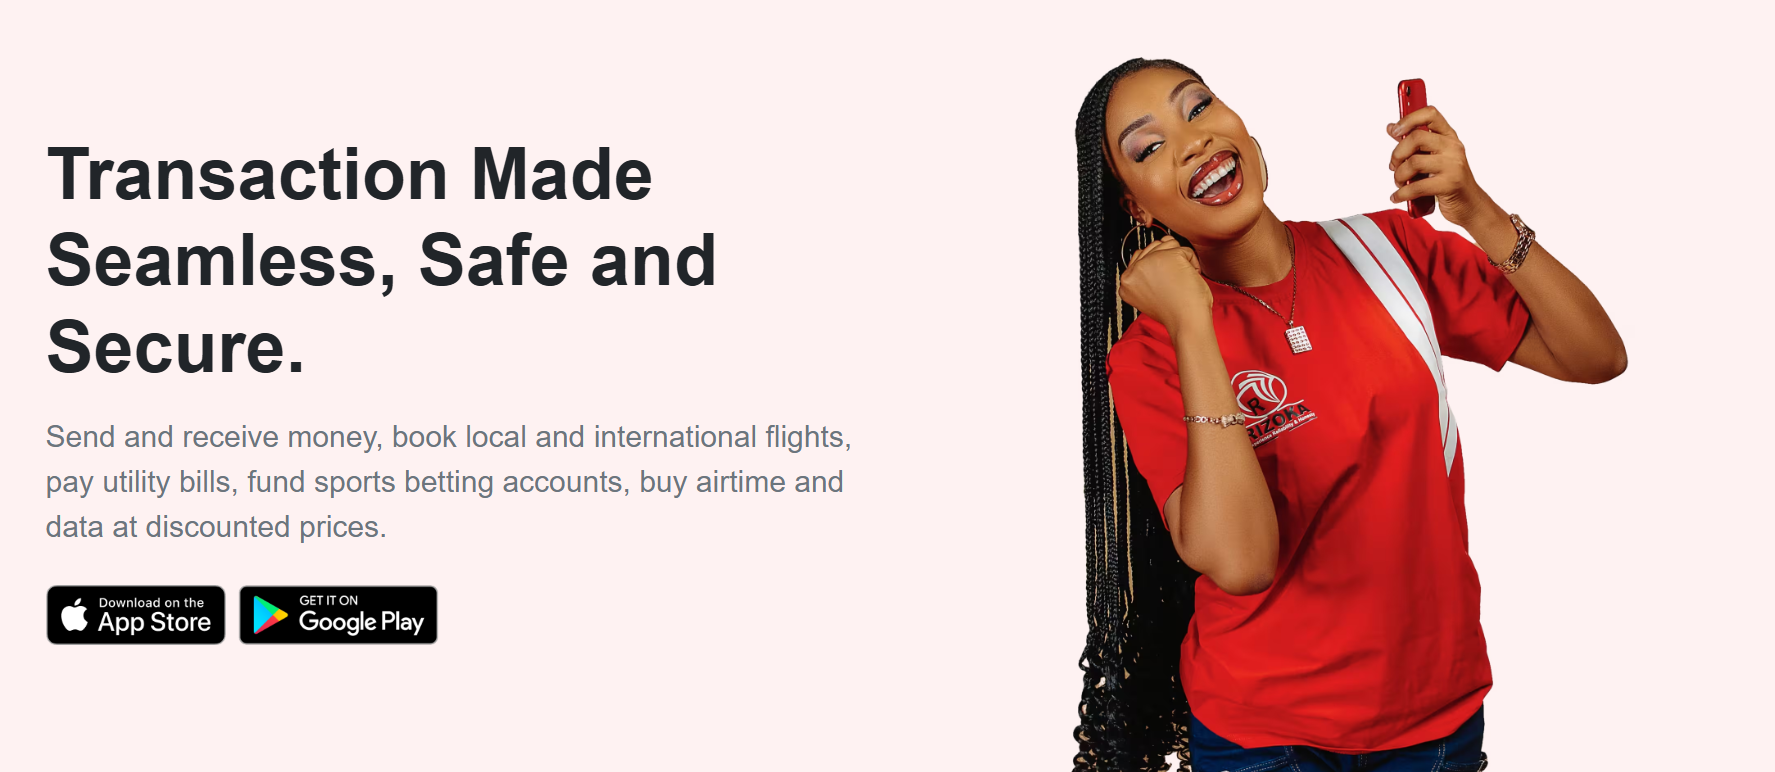 Transaction Made
Seamless, Safe and
Secure.
Send and receive money, book local and international flights,
pay utility bills, fund sports betting accounts, buy airtime and
data at discounted prices.
Download on the
App Store
GET IT ON
Google Play
R
RIZOKA